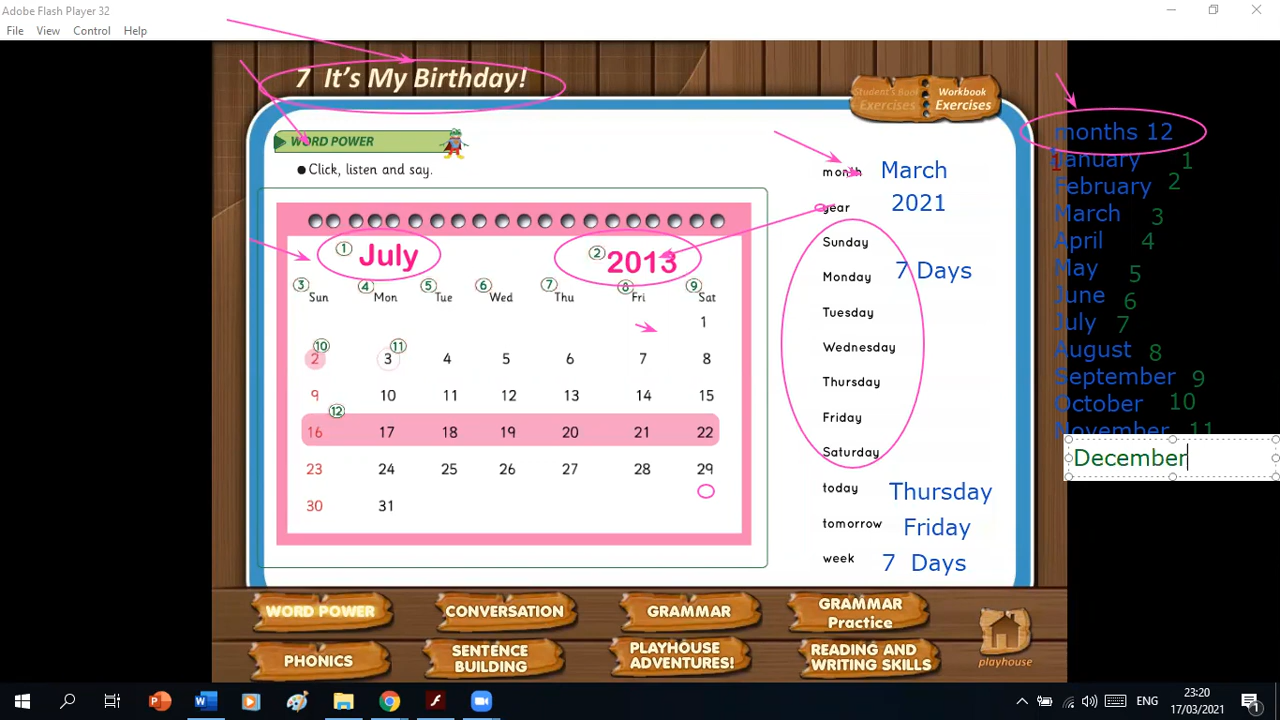 Adobe Flash Player 32
File View Control Help
7 It's My Birthday!
Student's Book Exercises
Workbook Exercises
WORD POWER
Click, listen and say.
1 July 2 2013
3 4 5 6 7 8 9
Sun Mon Tue Wed Thu Fri Sat
1
10 11
2 3 4 5 6 7 8
9 10 11 12 13 14 15
12
16 17 18 19 20 21 22
23 24 25 26 27 28 29
30 31
month March
year 2021
Sunday
Monday 7 Days
Tuesday
Wednesday
Thursday
Friday
Saturday
today Thursday
tomorrow Friday
week 7 Days
months 12
1 January 1
February 2
March 3
April 4
May 5
June 6
July 7
August 8
September 9
October 10
November 11
December
WORD POWER CONVERSATION GRAMMAR GRAMMAR Practice
PHONICS SENTENCE BUILDING PLAYHOUSE ADVENTURES! READING AND WRITING SKILLS playhouse
ENG 23:20
17/03/2021
1